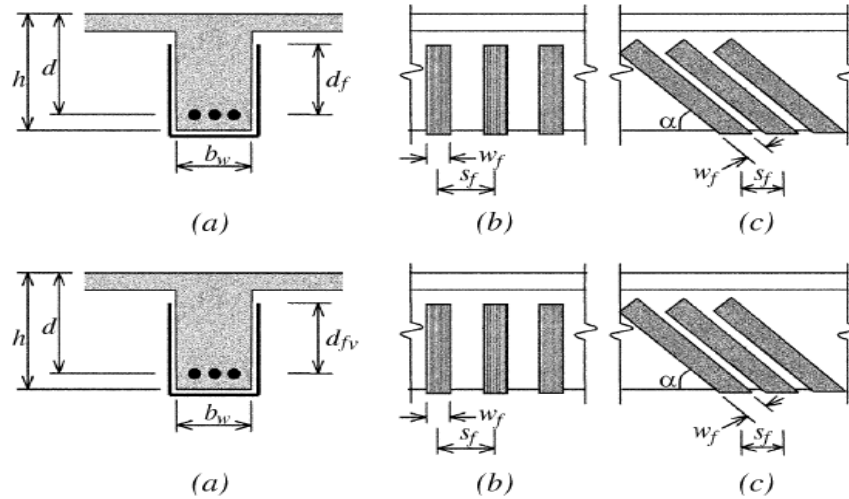 h
d
d_f
b_w
(a)
w_f
s_f
(b)
α
w_f
s_f
(c)
h
d
d_fv
b_w
(a)
w_f
s_f
(b)
α
w_f
s_f
(c)